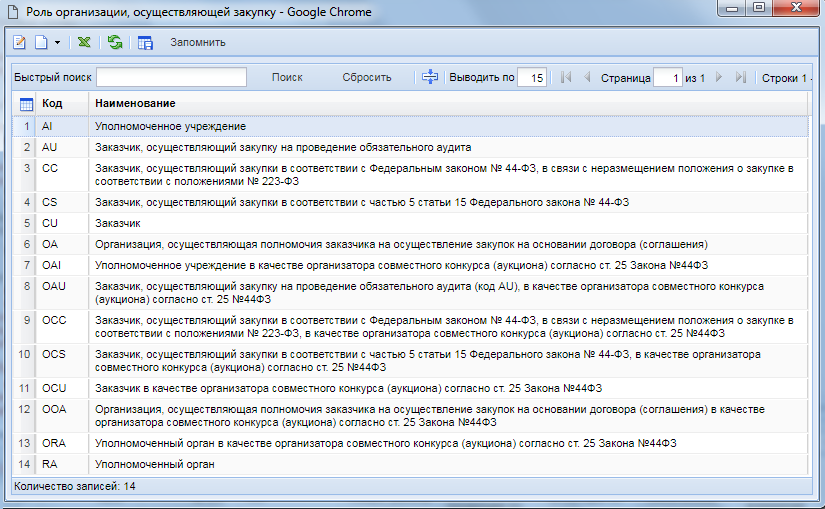 Роль организации, осуществляющей закупку - Google Chrome
Запомнить
Быстрый поиск Поиск Сбросить Выводить по 15 Страница 1 из 1 Строки 1 -
Код Наименование
1 AI Уполномоченное учреждение
2 AU Заказчик, осуществляющий закупку на проведение обязательного аудита
3 CC Заказчик, осуществляющий закупки в соответствии с Федеральным законом № 44-ФЗ, в связи с неразмещением положения о закупке в
соответствии с положениями № 223-ФЗ
4 CS Заказчик, осуществляющий закупки в соответствии с частью 5 статьи 15 Федерального закона № 44-ФЗ
5 CU Заказчик
6 OA Организация, осуществляющая полномочия заказчика на осуществление закупок на основании договора (соглашения)
7 OAI Уполномоченное учреждение в качестве организатора совместного конкурса (аукциона) согласно ст. 25 Закона №44ФЗ
8 OAU Заказчик, осуществляющий закупку на проведение обязательного аудита (код AU), в качестве организатора совместного конкурса
(аукциона) согласно ст. 25 №44ФЗ
9 OCC Заказчик, осуществляющий закупки в соответствии с Федеральным законом № 44-ФЗ, в связи с неразмещением положения о закупке в
соответствии с положениями № 223-ФЗ, в качестве организатора совместного конкурса (аукциона) согласно ст. 25 №44ФЗ
10 OCS Заказчик, осуществляющий закупки в соответствии с частью 5 статьи 15 Федерального закона № 44-ФЗ, в качестве организатора
совместного конкурса (аукциона) согласно ст. 25 №44ФЗ
11 OCU Заказчик в качестве организатора совместного конкурса (аукциона) согласно ст. 25 Закона №44ФЗ
12 OOA Организация, осуществляющая полномочия заказчика на осуществление закупок на основании договора (соглашения) в качестве
организатора совместного конкурса (аукциона) согласно ст. 25 Закона №44ФЗ
13 ORA Уполномоченный орган в качестве организатора совместного конкурса (аукциона) согласно ст. 25 Закона №44ФЗ
14 RA Уполномоченный орган
Количество записей: 14